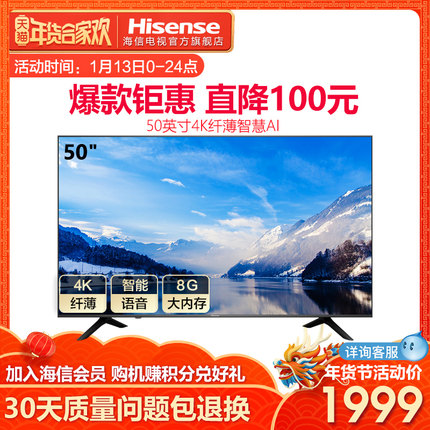 天猫 年货合家欢
Hisense
海信电视官方旗舰店
活动时间：1月13日0-24点
爆款钜惠 直降100元
50英寸4K纤薄智慧AI
50"
4K 智能 8G
纤薄 语音 大内存
详询客服
加入海信会员 购机赚积分兑好礼
年货节活动价
30天质量问题包退换
1999